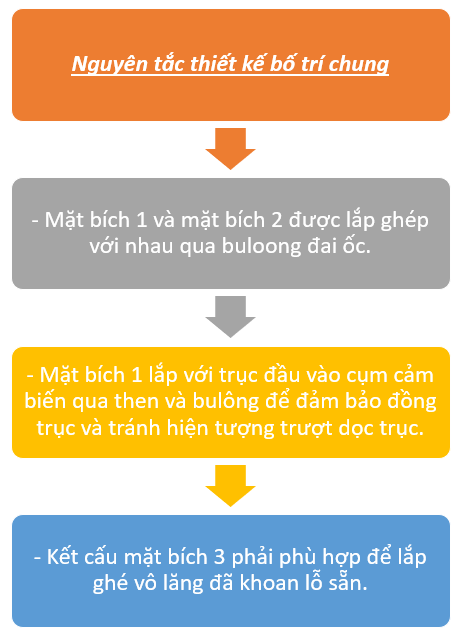 Nguyên tắc thiết kế bố trí chung
- Mặt bích 1 và mặt bích 2 được lắp ghép
với nhau qua buloong đai ốc.
- Mặt bích 1 lắp với trục đầu vào cụm cảm
biến qua then và bulông để đảm bảo đồng
trục và tránh hiện tượng trượt dọc trục.
- Kết cấu mặt bích 3 phải phù hợp để lắp
ghé vô lăng đã khoan lỗ sẵn.